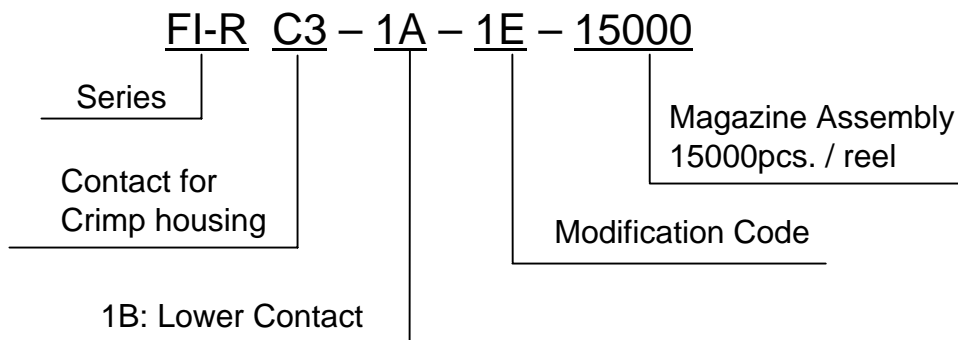 FI-R C3 – 1A – 1E – 15000
Series
Magazine Assembly
15000pcs. / reel
Contact for
Crimp housing
Modification Code
1B: Lower Contact